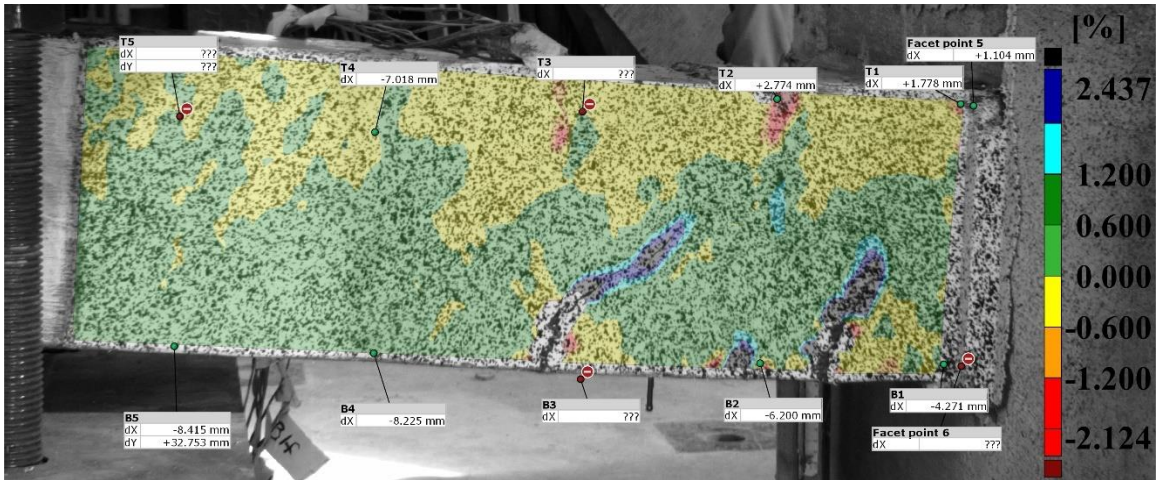 [%]
Facet point 5
dX +1.104 mm
T5
dX ???
dY ???
T4
dX -7.018 mm
T3
dX ???
T2
dX +2.774 mm
T1
dX +1.778 mm
2.437
1.200
0.600
0.000
-0.600
-1.200
-2.124
B5
dX -8.415 mm
dY +32.753 mm
B4
dX -8.225 mm
B3
dX ???
B2
dX -6.200 mm
B1
dX -4.271 mm
Facet point 6
dX ???